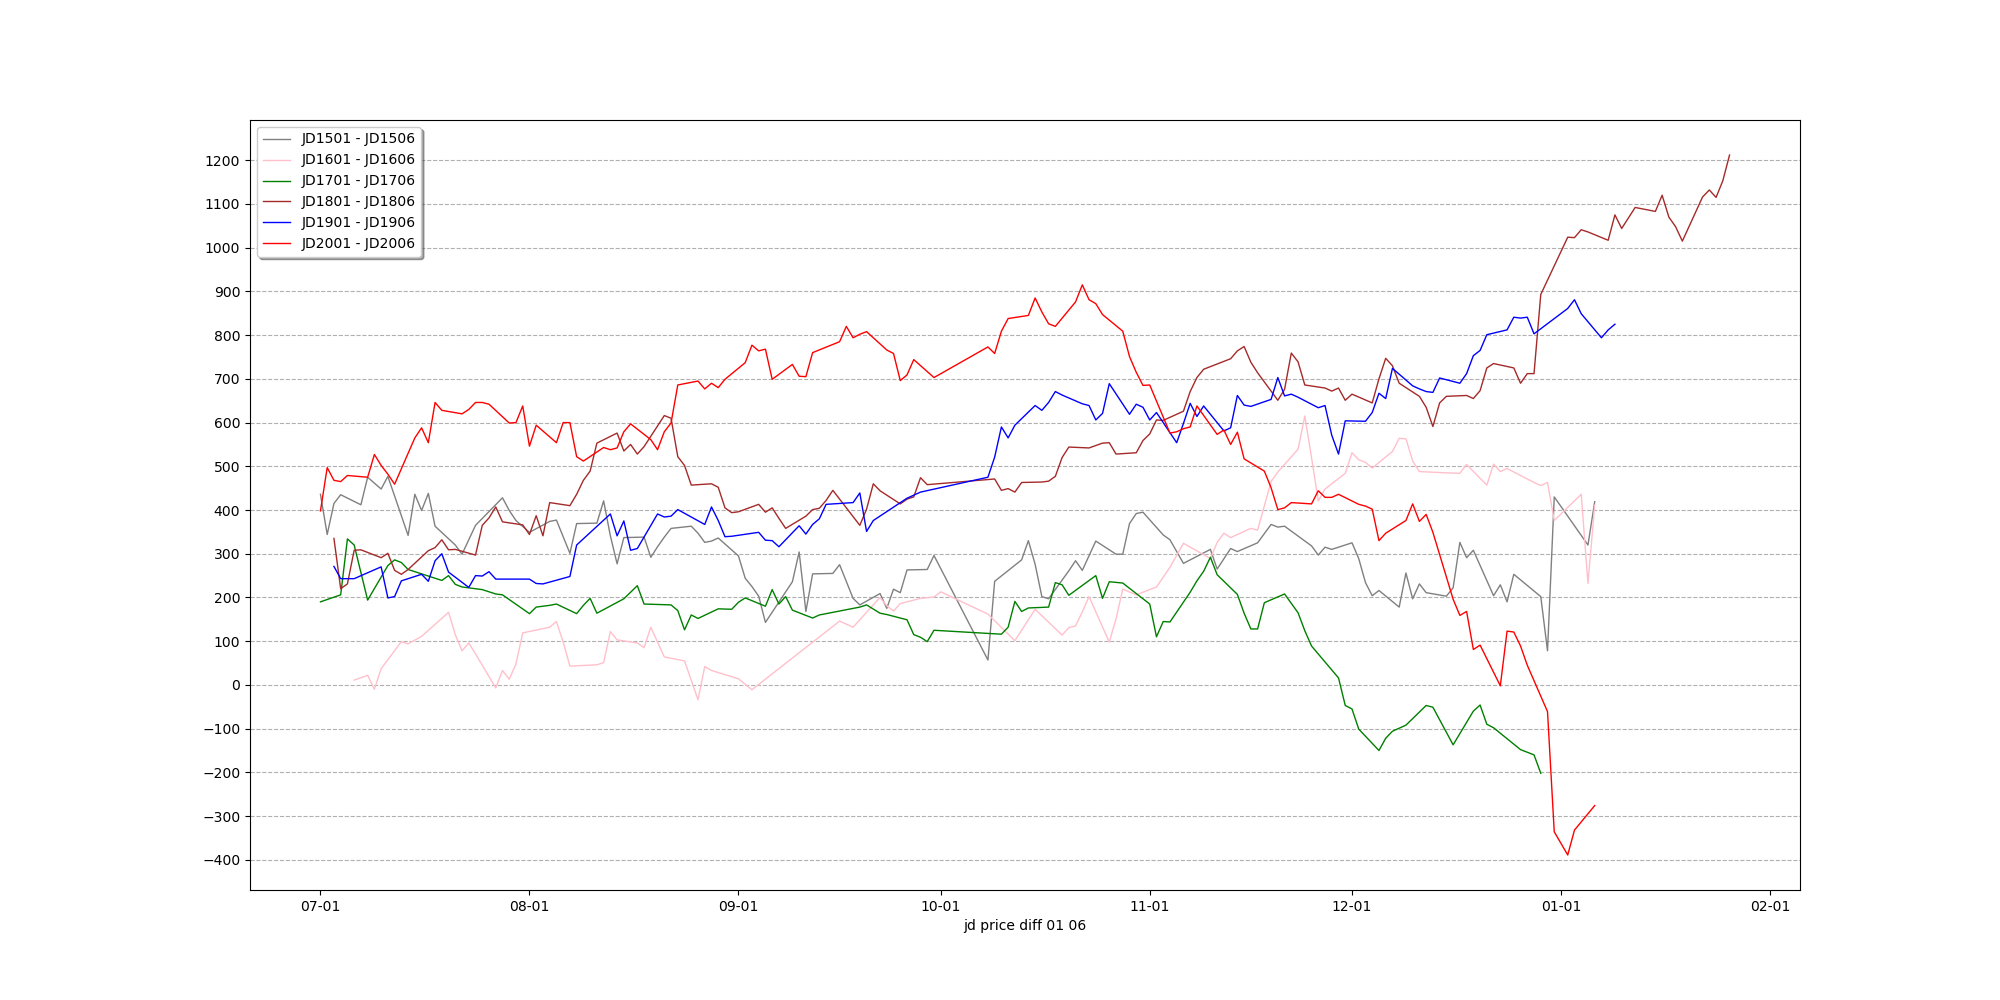 JD1501 - JD1506
JD1601 - JD1606
JD1701 - JD1706
JD1801 - JD1806
JD1901 - JD1906
JD2001 - JD2006
1200
1100
1000
900
800
700
600
500
400
300
200
100
0
−100
−200
−300
−400
07-01 08-01 09-01 10-01 11-01 12-01 01-01 02-01
jd price diff 01 06